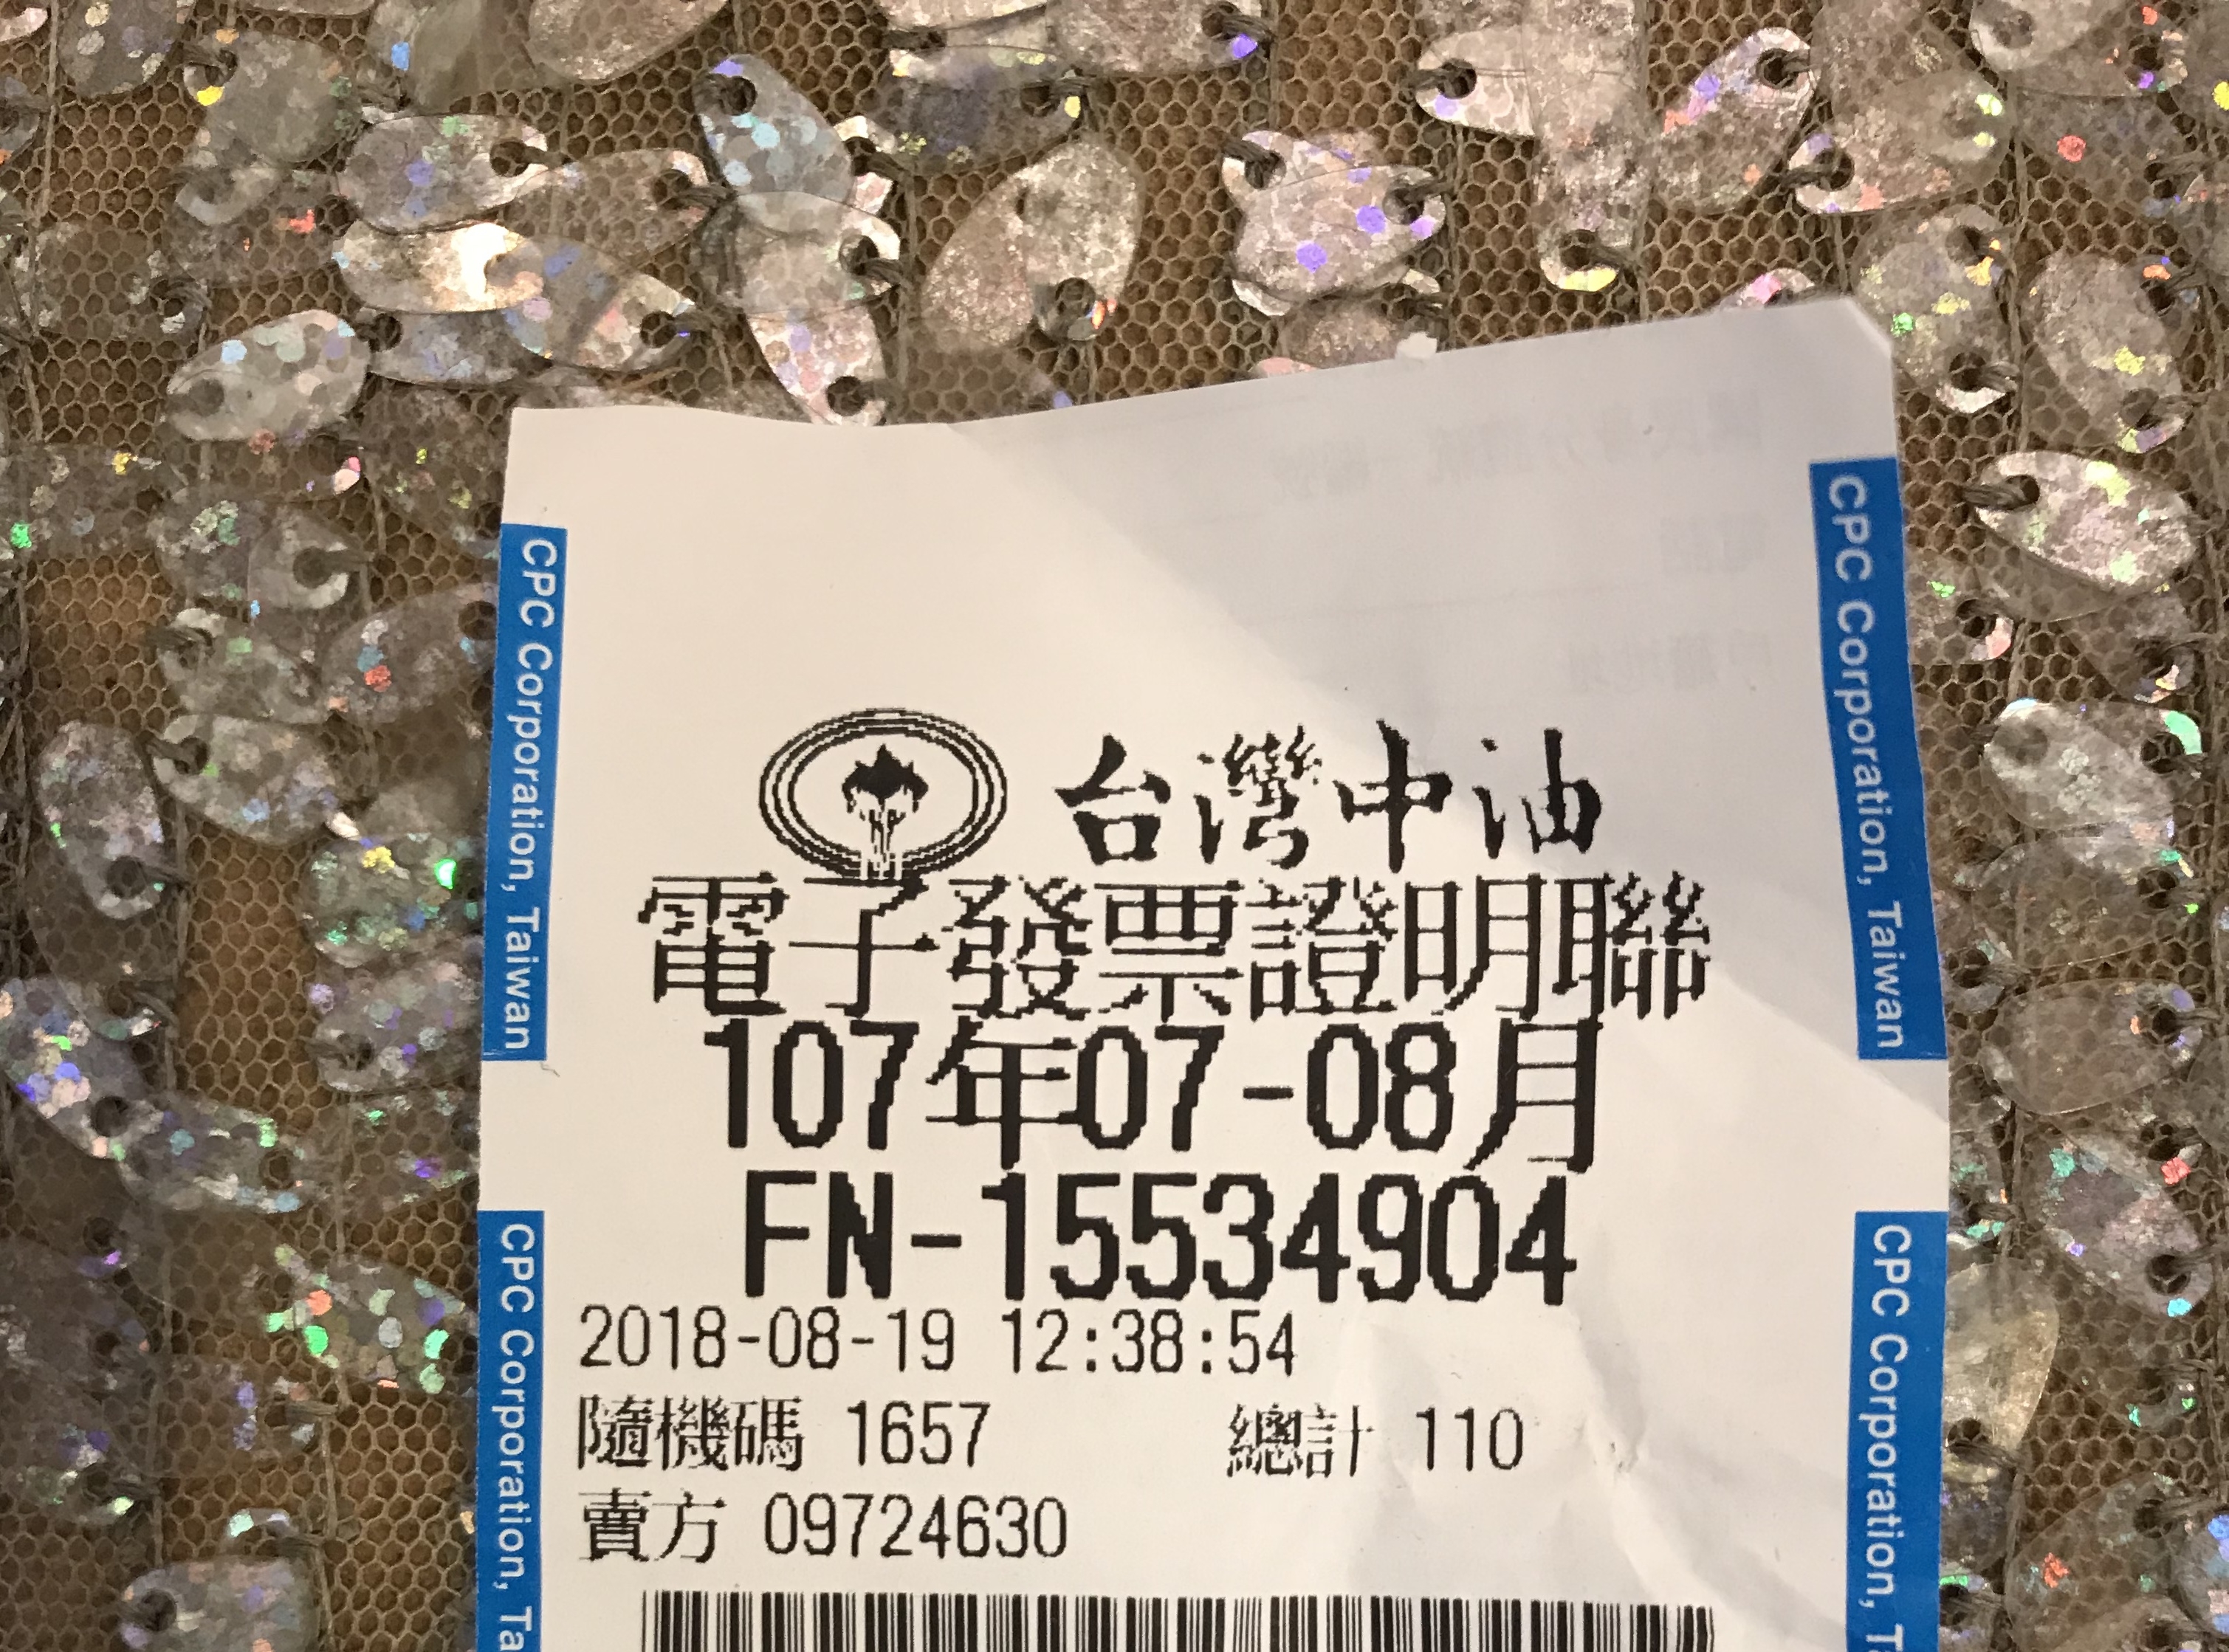 台灣中油
電子發票證明聯
107年07-08月
FN-15534904
2018-08-19 12:38:54
隨機碼 1657 總計 110
賣方 09724630
CPC Corporation, Taiwan
CPC Corporation, Ta
CPC Corporation, Taiwan
CPC Corporation, T